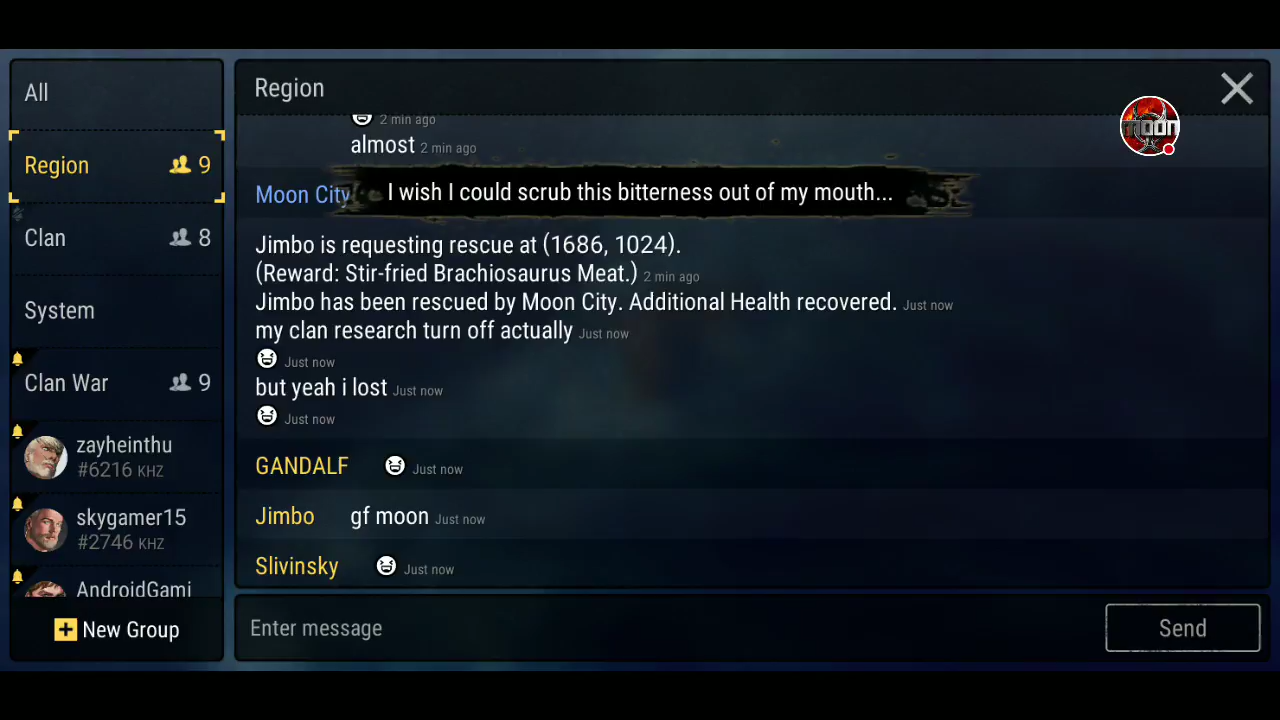 All
Region 9
Clan 8
System
Clan War 9
zayheinthu
#6216 KHZ
skygamer15
#2746 KHZ
AndroidGami
New Group
Region
moon
2 min ago
almost 2 min ago
Moon City
I wish I could scrub this bitterness out of my mouth...
Jimbo is requesting rescue at (1686, 1024).
(Reward: Stir-fried Brachiosaurus Meat.) 2 min ago
Jimbo has been rescued by Moon City. Additional Health recovered. Just now
my clan research turn off actually Just now
Just now
but yeah i lost Just now
Just now
GANDALF Just now
Jimbo gf moon Just now
Slivinsky Just now
Enter message
Send